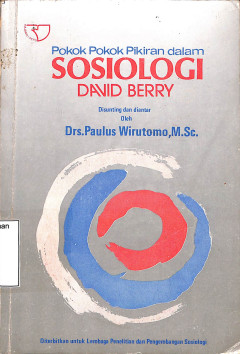 Pokok Pokok Pikiran dalam
SOSIOLOGI
DAVID BERRY
Disunting dan diantar
Oleh
Drs.Paulus Wirutomo,M.Sc.
Diterbitkan untuk Lembaga Penelitian dan Pengembangan Sosiologi